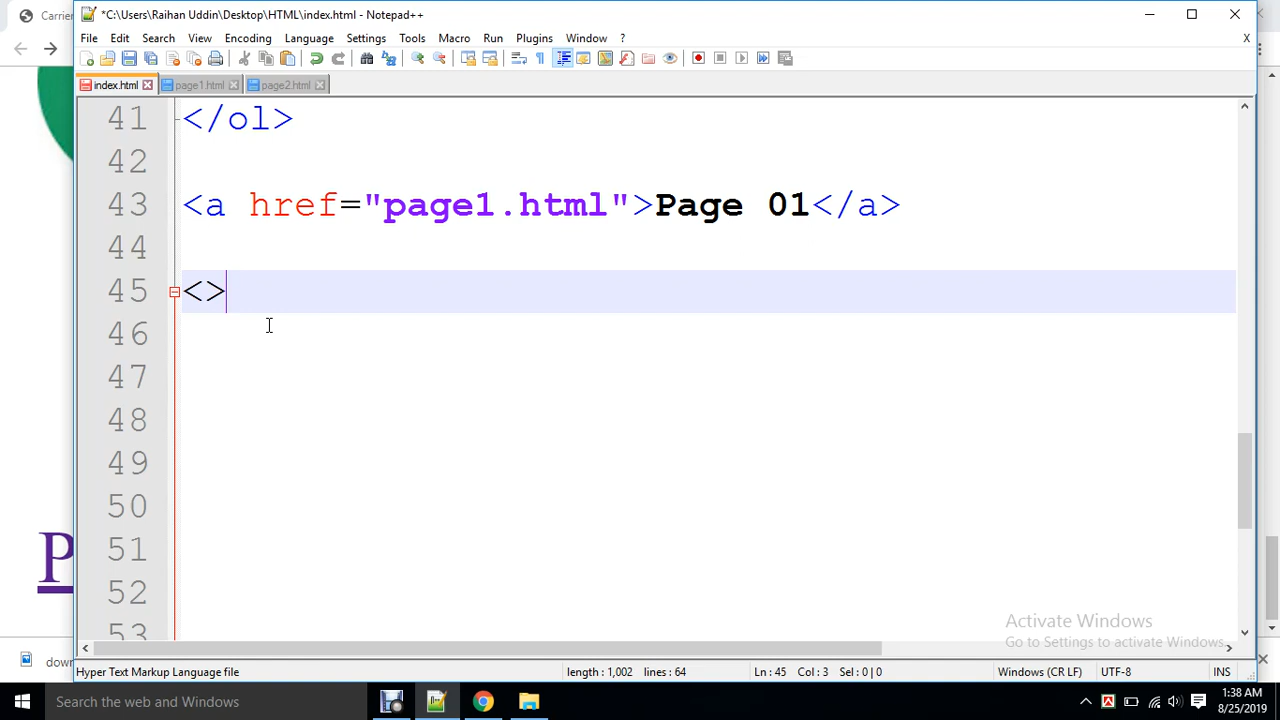 Carrier
*C:\Users\Raihan Uddin\Desktop\HTML\index.html - Notepad++
File Edit Search View Encoding Language Settings Tools Macro Run Plugins Window ? X
index.html page1.html page2.html
41 </ol>
42
43 <a href="page1.html">Page 01</a>
44
45 <>
46
47
48
49
50
51
52
53
P
Activate Windows
Go to Settings to activate Windows.
dow
Hyper Text Markup Language file length : 1,002 lines : 64 Ln : 45 Col : 3 Sel : 0 | 0 Windows (CR LF) UTF-8 INS
Search the web and Windows
1:38 AM
8/25/2019